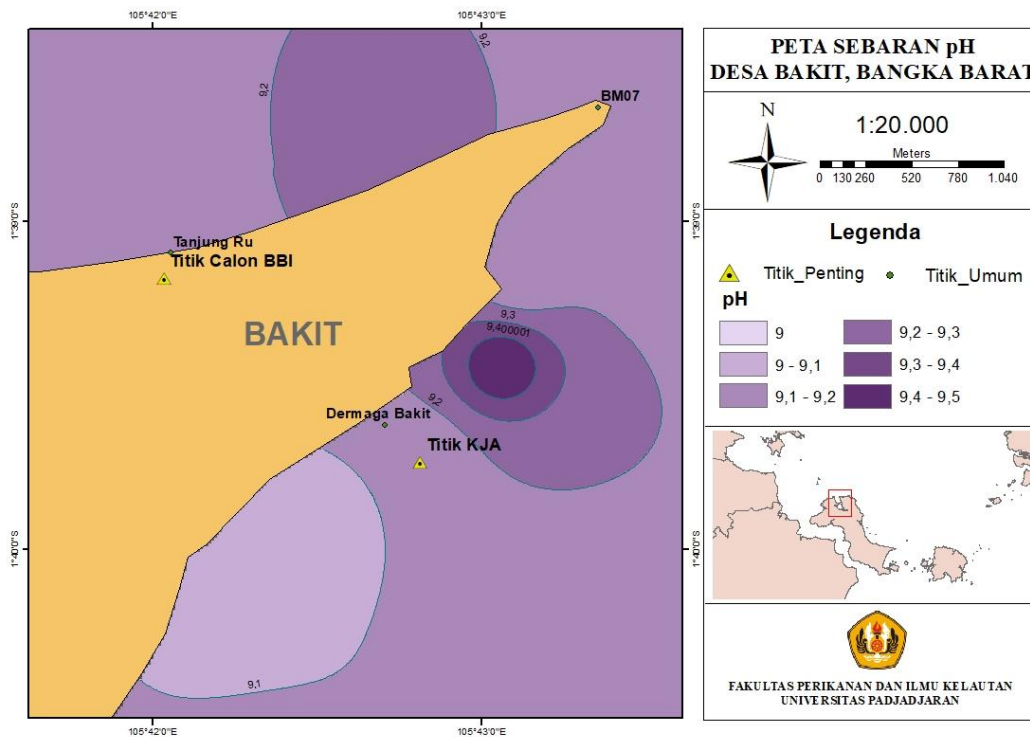 105°42'0"E
105°43'0"E
9,2
9,2
BM07
1°39'0"S
1°39'0"S
Tanjung Ru
Titik Calon BBI
BAKIT
9,3
9,400001
9,2
Dermaga Bakit
Titik KJA
1°40'0"S
1°40'0"S
9,1
105°42'0"E
105°43'0"E
PETA SEBARAN pH
DESA BAKIT, BANGKA BARAT
N
1:20.000
Meters
0 130 260 520 780 1.040
Legenda
Titik_Penting
Titik_Umum
pH
9
9 - 9,1
9,1 - 9,2
9,2 - 9,3
9,3 - 9,4
9,4 - 9,5
FAKULTAS PERIKANAN DAN ILMU KELAUTAN
UNIVERSITAS PADJADJARAN